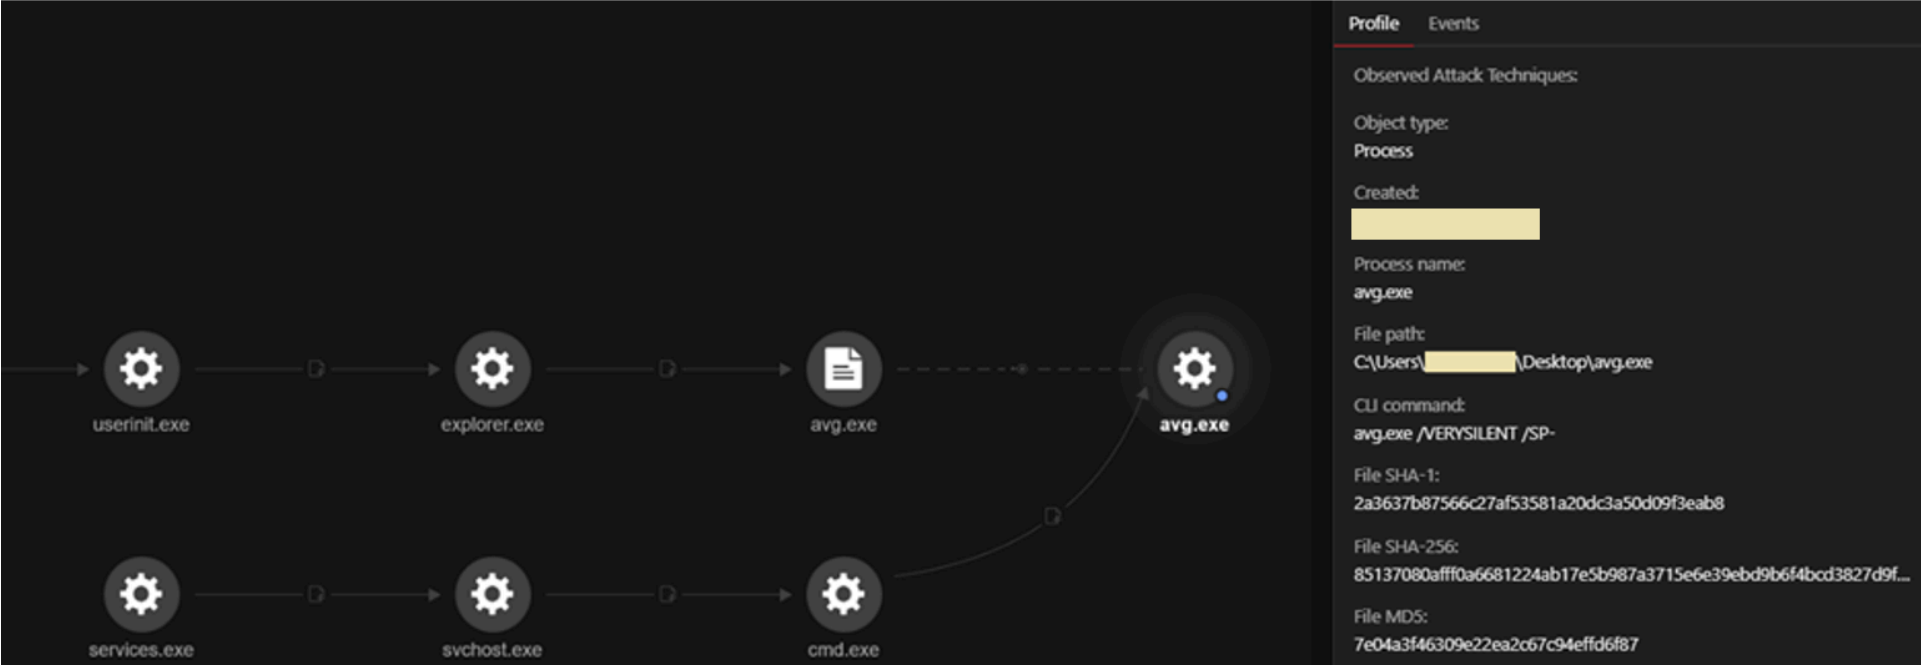 Profile Events
Observed Attack Techniques:
Object type:
Process
Created:
Process name:
avg.exe
File path:
C:\Users\ \Desktop\avg.exe
CLI command:
avg.exe /VERYSILENT /SP-
File SHA-1:
2a3637b87566c27af53581a20dc3a50d09f3eab8
File SHA-256:
85137080afff0a6681224ab17e5b987a3715e6e39ebd9b6f4bcd3827d9f...
File MD5:
7e04a3f46309e22ea2c67c94effd6f87
userinit.exe explorer.exe avg.exe avg.exe
services.exe svchost.exe cmd.exe